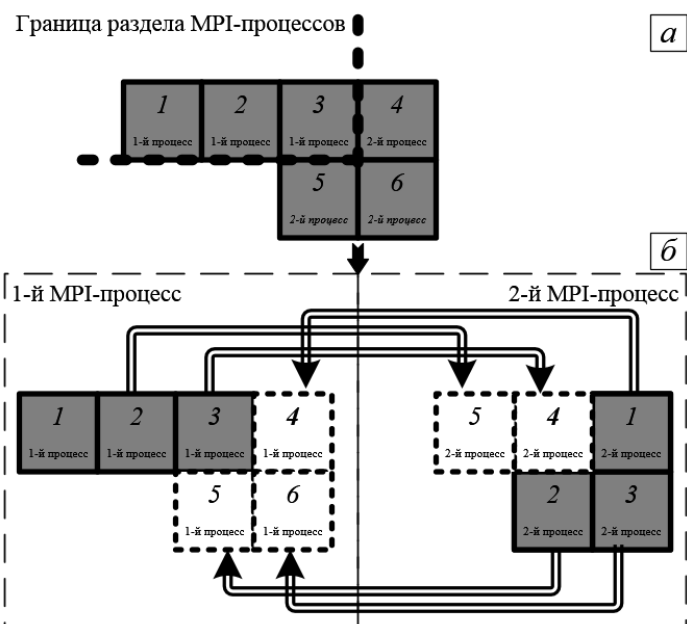 Граница раздела MPI-процессов
а
1 2 3 4
1-й процесс 1-й процесс 1-й процесс 2-й процесс
5 6
2-й процесс 2-й процесс
б
1-й MPI-процесс 2-й MPI-процесс
1 2 3 4 5 4 1
1-й процесс 1-й процесс 1-й процесс 1-й процесс 2-й процесс 2-й процесс 2-й процесс
5 6 2 3
1-й процесс 1-й процесс 2-й процесс 2-й процесс